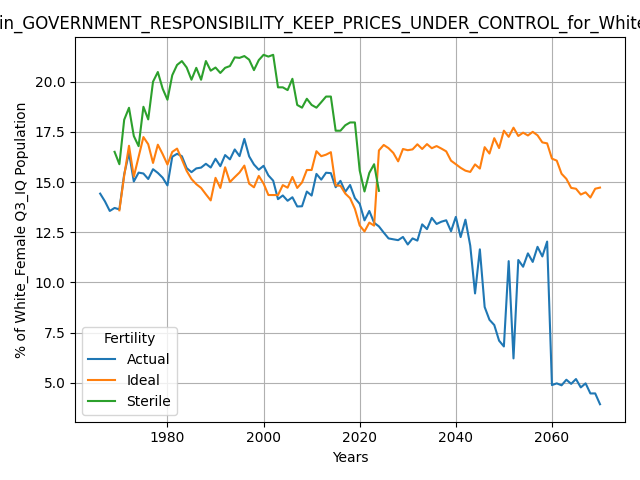 in_GOVERNMENT_RESPONSIBILITY_KEEP_PRICES_UNDER_CONTROL_for_White
% of White_Female Q3_IQ Population
20.0
17.5
15.0
12.5
10.0
7.5
5.0
Fertility
Actual
Ideal
Sterile
1980
2000
2020
2040
2060
Years